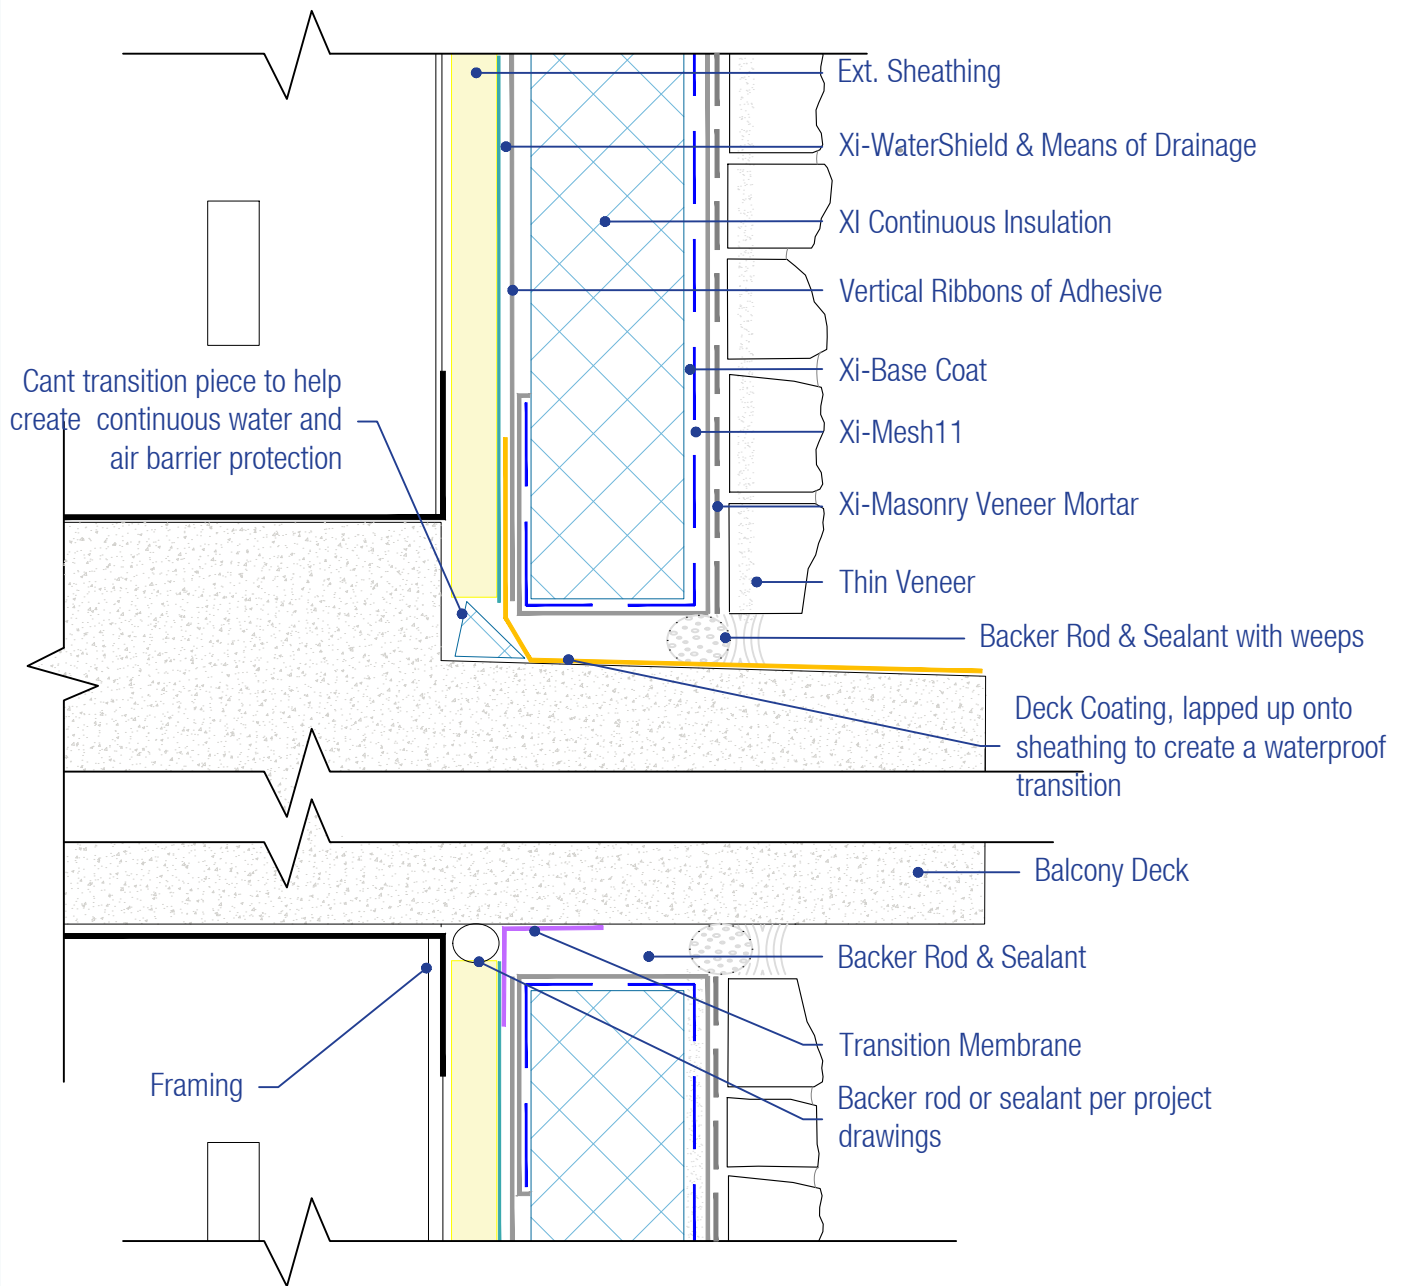 Ext. Sheathing
Xi-WaterShield & Means of Drainage
XI Continuous Insulation
Vertical Ribbons of Adhesive
Cant transition piece to help
create continuous water and
air barrier protection
Xi-Base Coat
Xi-Mesh11
Xi-Masonry Veneer Mortar
Thin Veneer
Backer Rod & Sealant with weeps
Deck Coating, lapped up onto
sheathing to create a waterproof
transition
Balcony Deck
Backer Rod & Sealant
Transition Membrane
Framing
Backer rod or sealant per project
drawings